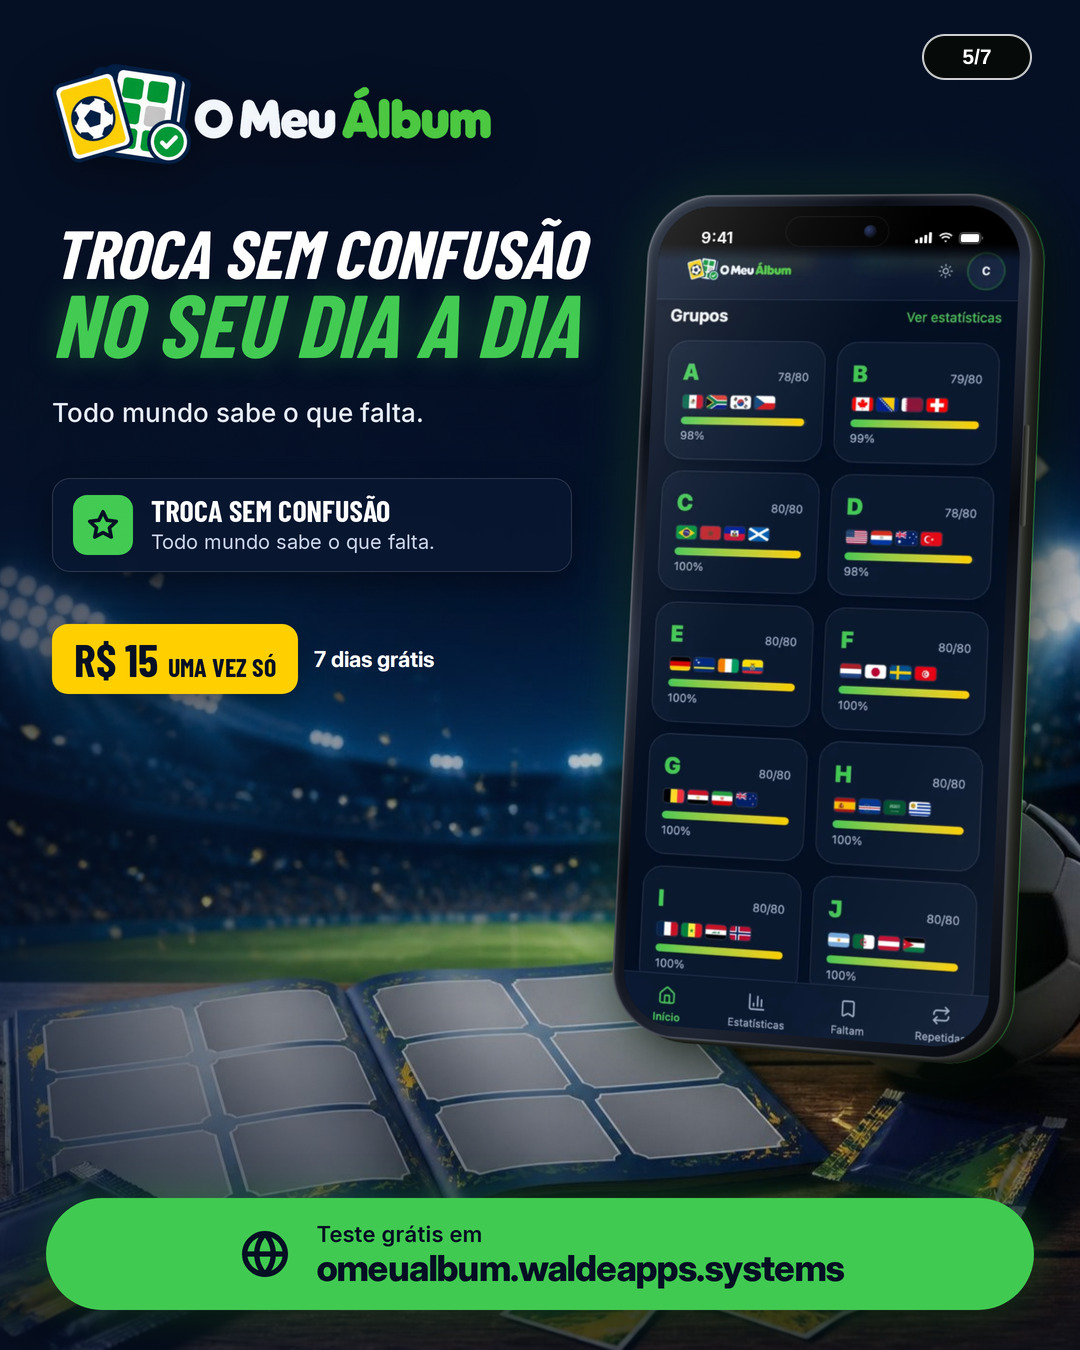 5/7
O Meu Álbum
TROCA SEM CONFUSÃO
NO SEU DIA A DIA
Todo mundo sabe o que falta.
TROCA SEM CONFUSÃO
Todo mundo sabe o que falta.
R$ 15 UMA VEZ SÓ
7 dias grátis
9:41
O Meu Álbum
C
Grupos
Ver estatísticas
A
78/80
98%
B
79/80
99%
C
80/80
100%
D
78/80
98%
E
80/80
100%
F
80/80
100%
G
80/80
100%
H
80/80
100%
I
80/80
100%
J
80/80
100%
Início
Estatísticas
Faltam
Repetidas
Teste grátis em
omeualbum.waldeapps.systems